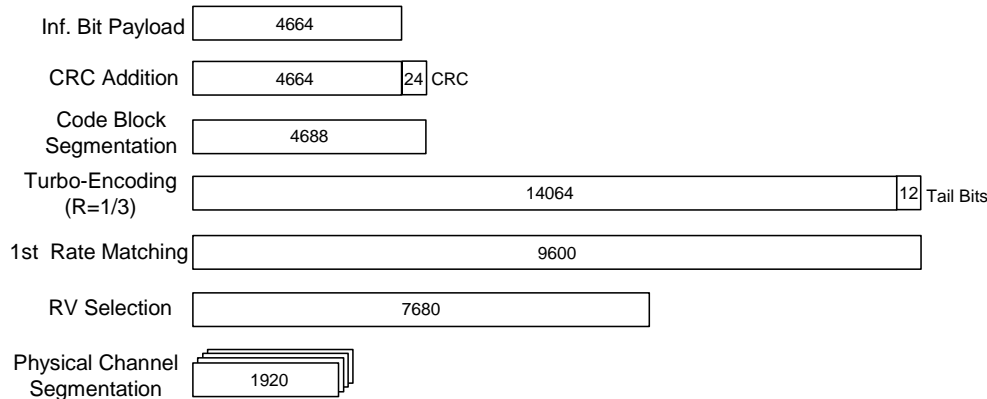 Inf. Bit Payload
4664
CRC Addition
4664
24
CRC
Code Block
Segmentation
4688
Turbo-Encoding
(R=1/3)
14064
12
Tail Bits
1st Rate Matching
9600
RV Selection
7680
Physical Channel
Segmentation
1920